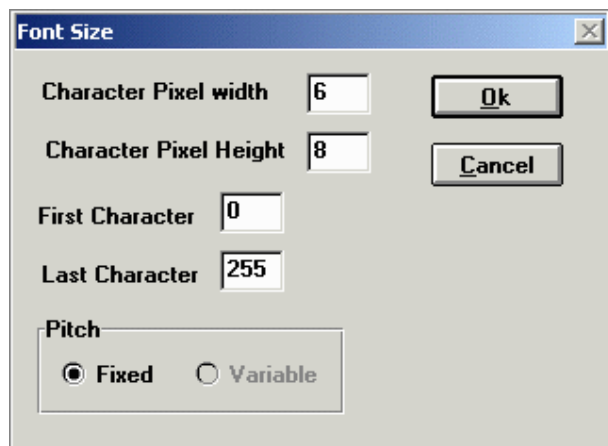 Font Size
Character Pixel width 6
Ok
Character Pixel Height 8
Cancel
First Character 0
Last Character 255
Pitch
Fixed Variable